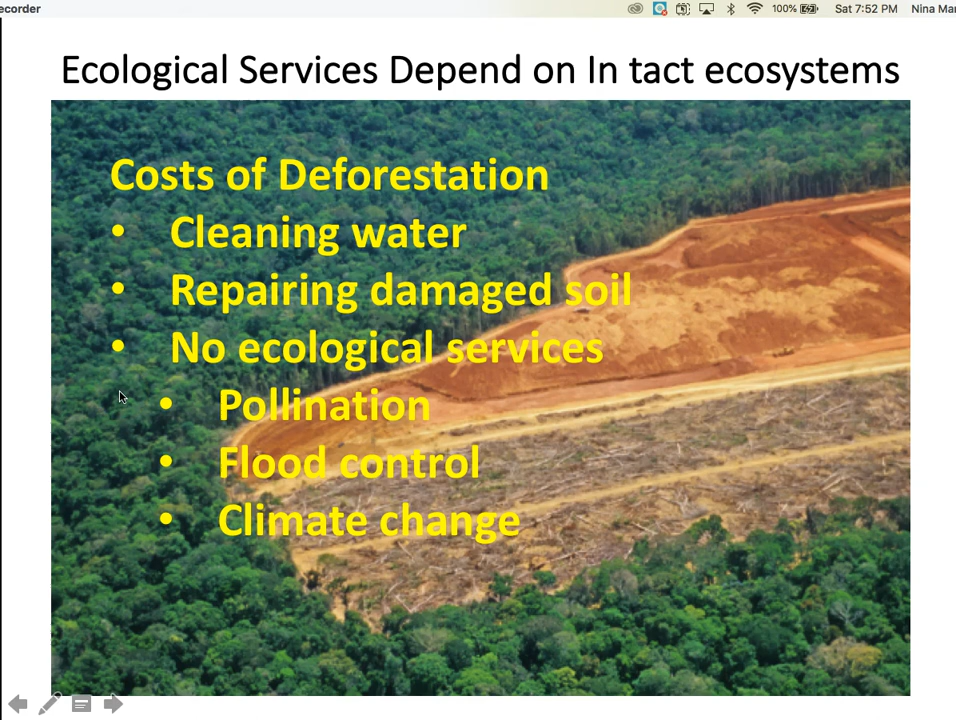 ecorder 100% Sat 7:52 PM Nina Mar
Ecological Services Depend on In tact ecosystems
Costs of Deforestation
• Cleaning water
• Repairing damaged soil
• No ecological services
• Pollination
• Flood control
• Climate change